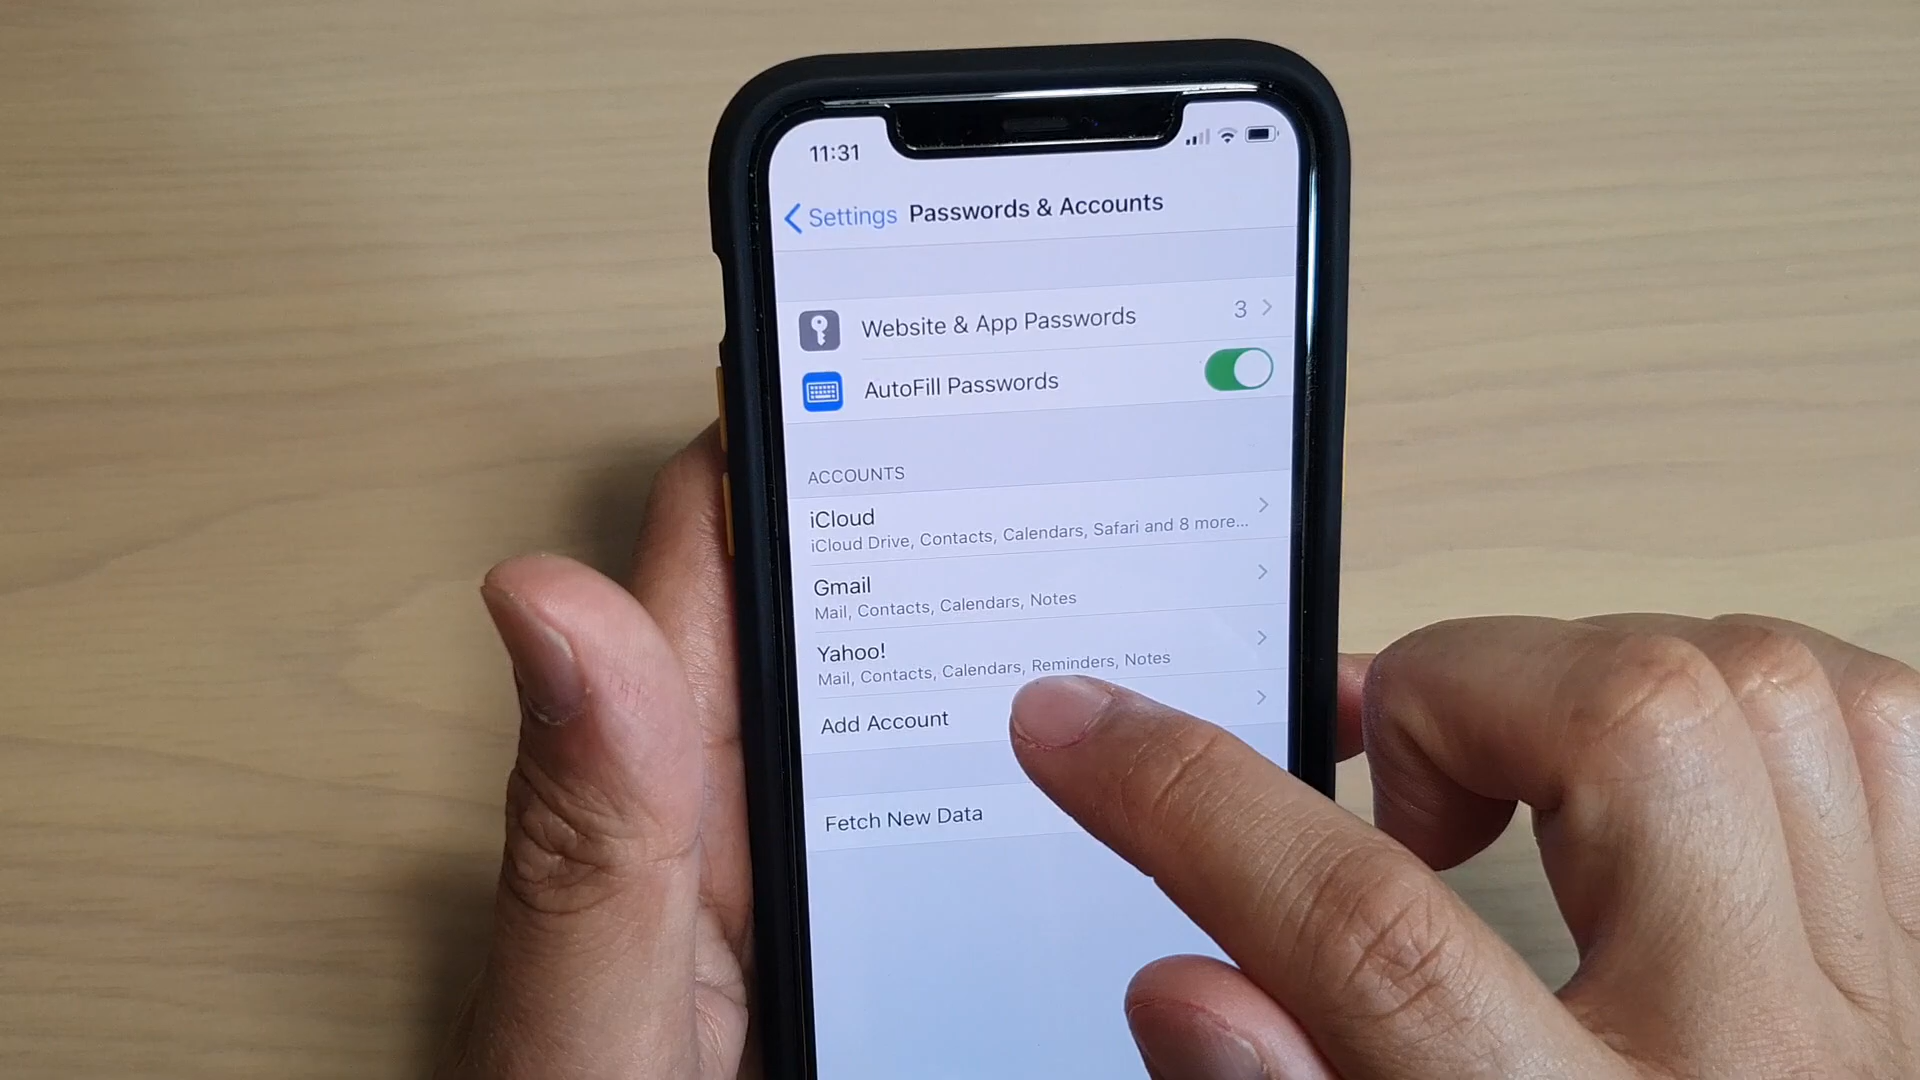 11:31
Settings Passwords & Accounts
Website & App Passwords 3
AutoFill Passwords
ACCOUNTS
iCloud
iCloud Drive, Contacts, Calendars, Safari and 8 more...
Gmail
Mail, Contacts, Calendars, Notes
Yahoo!
Mail, Contacts, Calendars, Reminders, Notes
Add Account
Fetch New Data